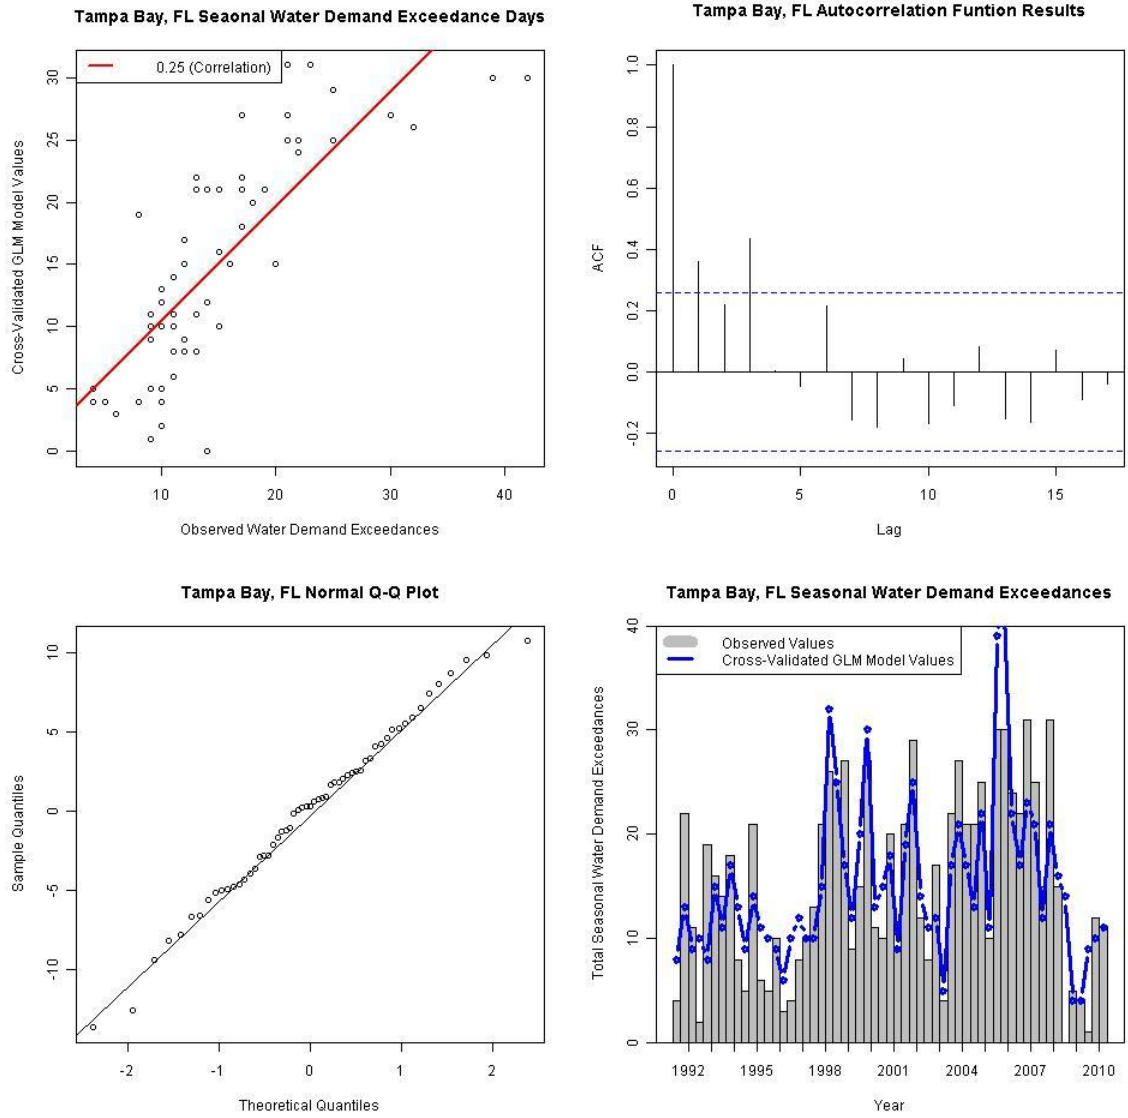 Tampa Bay, FL Seaonal Water Demand Exceedance Days
0.25 (Correlation)
Cross-Validated GLM Model Values
0 5 10 15 20 25 30
10 20 30 40
Observed Water Demand Exceedances
Tampa Bay, FL Autocorrelation Funtion Results
ACF
-0.2 0.0 0.2 0.4 0.6 0.8 1.0
0 5 10 15
Lag
Tampa Bay, FL Normal Q-Q Plot
Sample Quantiles
-10 -5 0 5 10
-2 -1 0 1 2
Theoretical Quantiles
Tampa Bay, FL Seasonal Water Demand Exceedances
Observed Values
Cross-Validated GLM Model Values
Total Seasonal Water Demand Exceedances
0 10 20 30 40
1992 1995 1998 2001 2004 2007 2010
Year